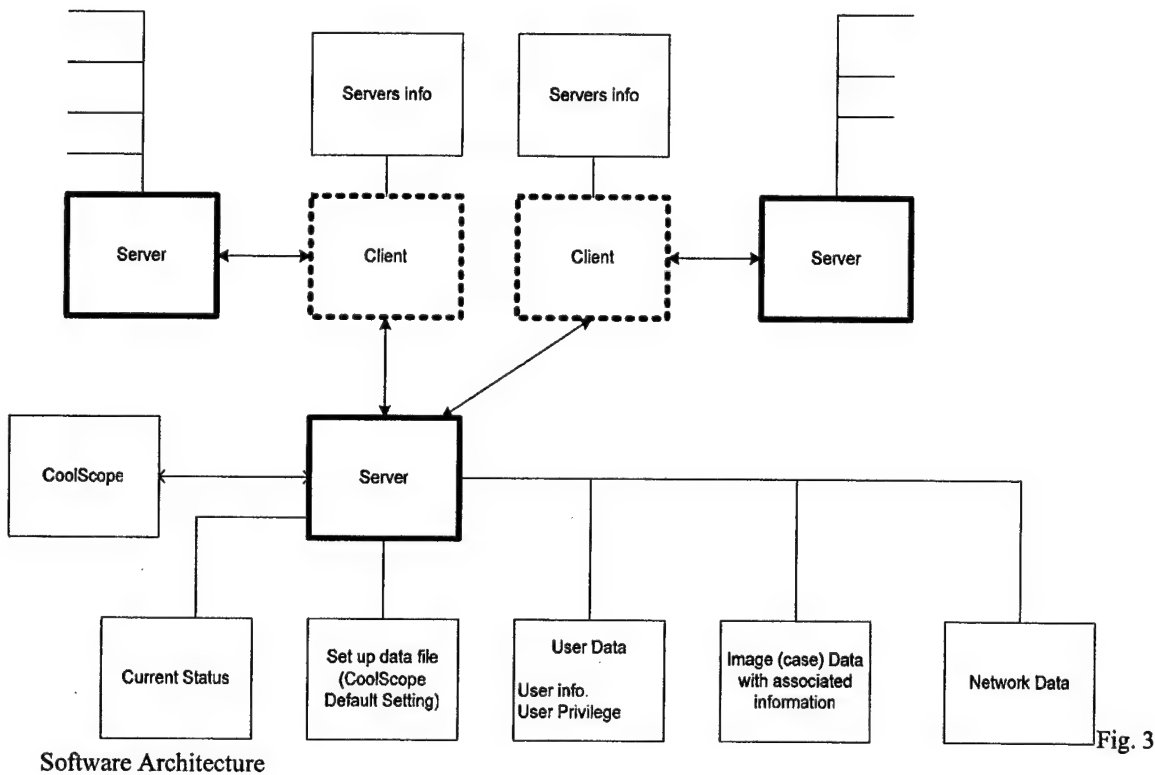 Servers info
Servers info
Server
Client
Client
Server
CoolScope
Server
Current Status
Set up data file
(CoolScope
Default Setting)
User Data
User info.
User Privilege
Image (case) Data
with associated
information
Network Data
Fig. 3
Software Architecture